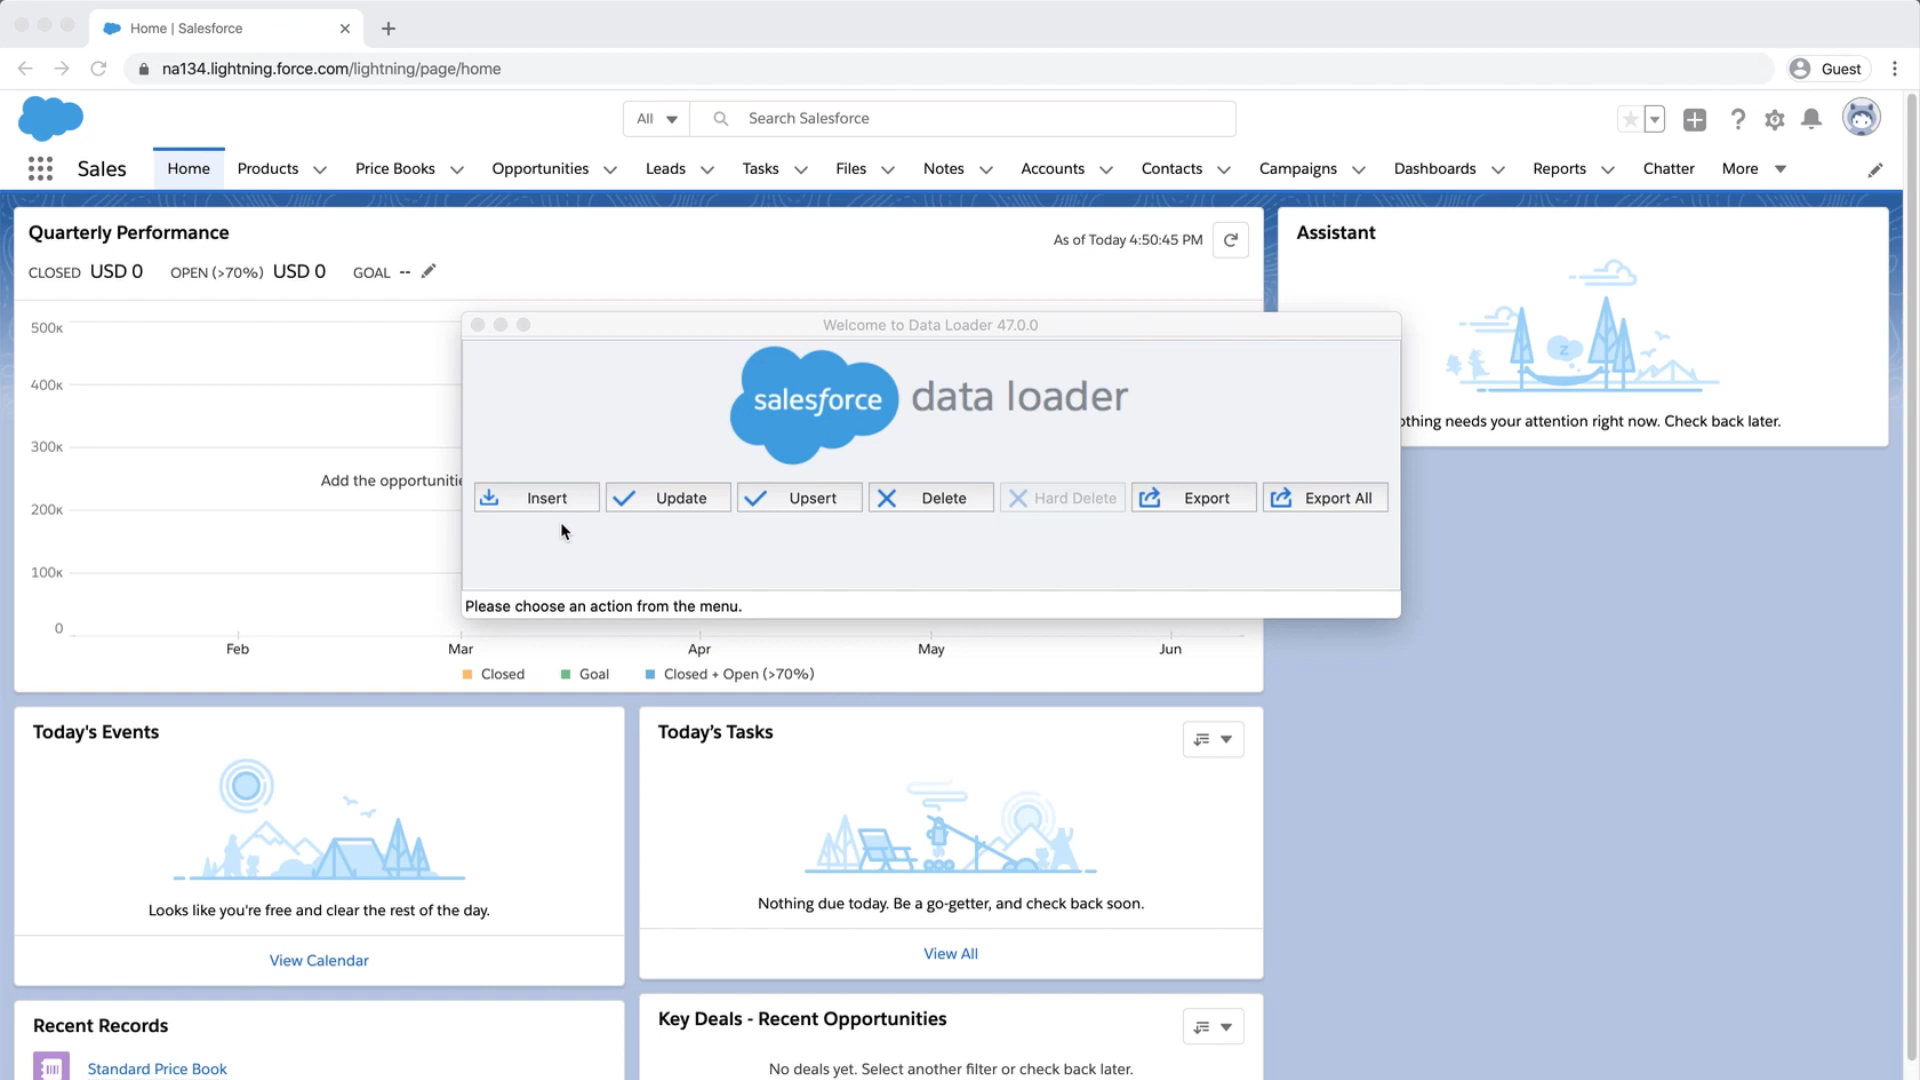 Home | Salesforce
na134.lightning.force.com/lightning/page/home
Guest
All
Search Salesforce
Sales
Home
Products
Price Books
Opportunities
Leads
Tasks
Files
Notes
Accounts
Contacts
Campaigns
Dashboards
Reports
Chatter
More
Quarterly Performance
As of Today 4:50:45 PM
CLOSED USD 0 OPEN (>70%) USD 0 GOAL --
500K
400K
300K
200K
100K
0
Add the opportunitie
Feb
Mar
Apr
May
Jun
Closed
Goal
Closed + Open (>70%)
Assistant
z
othing needs your attention right now. Check back later.
Welcome to Data Loader 47.0.0
salesforce data loader
Insert
Update
Upsert
Delete
Hard Delete
Export
Export All
Please choose an action from the menu.
Today's Events
Looks like you're free and clear the rest of the day.
View Calendar
Today's Tasks
Nothing due today. Be a go-getter, and check back soon.
View All
Recent Records
Standard Price Book
Key Deals - Recent Opportunities
No deals yet. Select another filter or check back later.